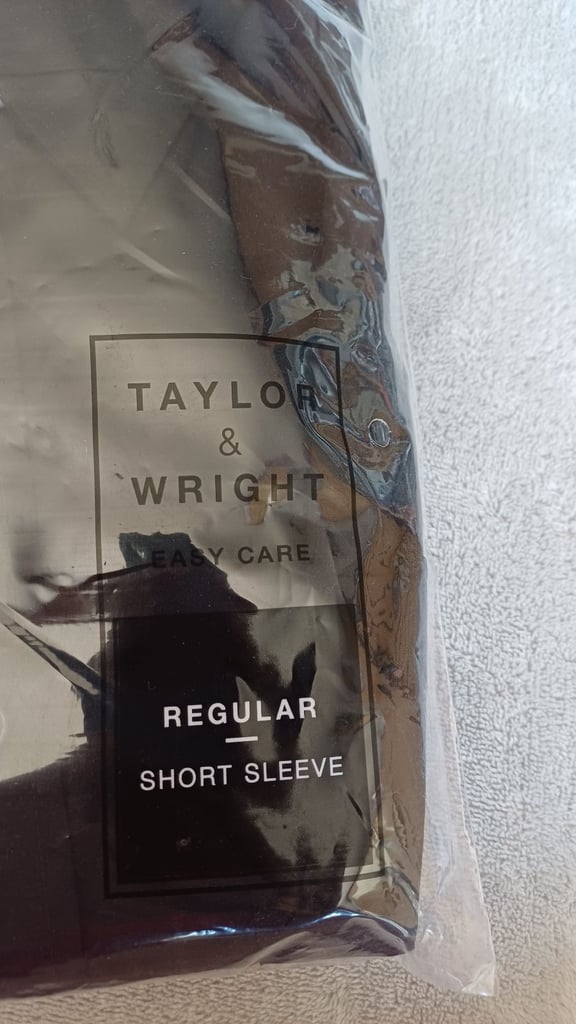 TAYLOR
&
WRIGHT
EASY CARE
REGULAR
SHORT SLEEVE